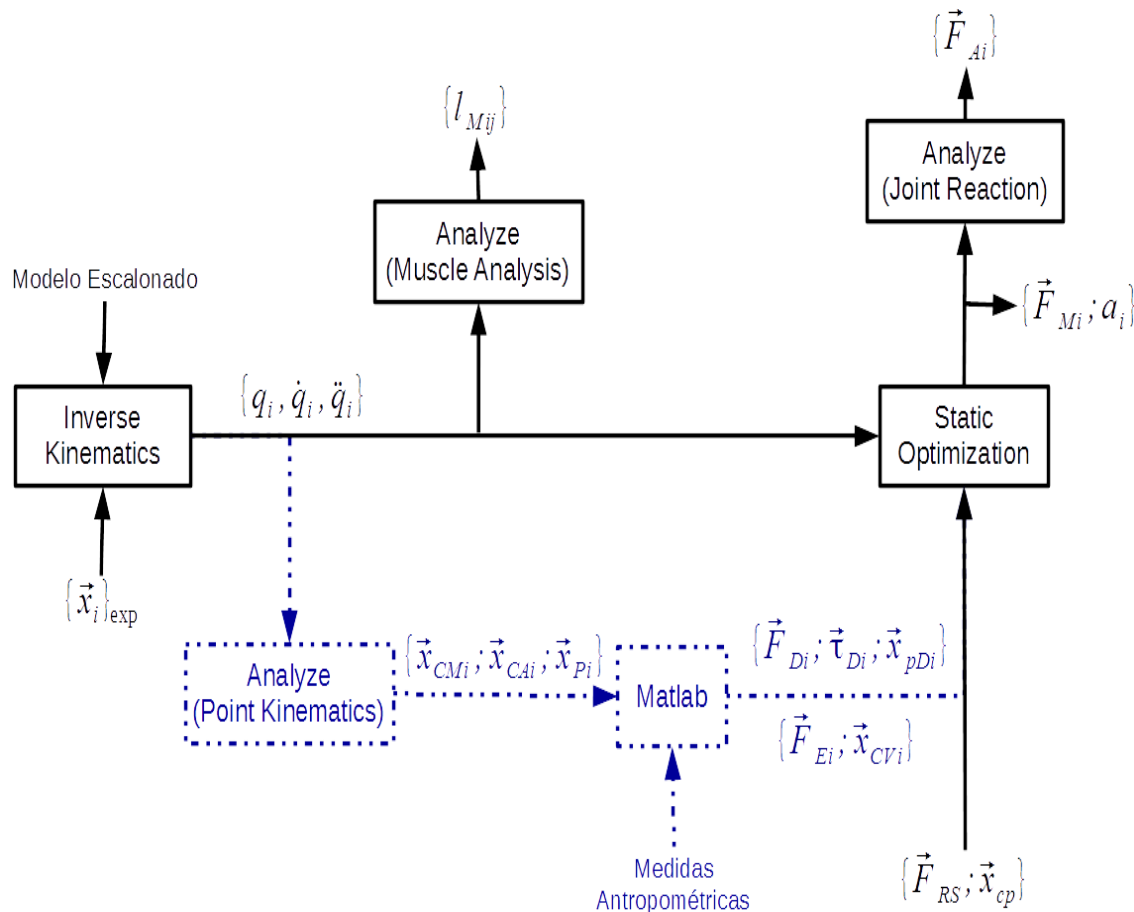 {F⃗_Ai}
{l_Mij}
Analyze
(Joint Reaction)
Analyze
(Muscle Analysis)
Modelo Escalonado
{F⃗_Mi; a_i}
{q_i, q̇_i, q̈_i}
Inverse
Kinematics
Static
Optimization
{x⃗_i}_exp
Analyze
(Point Kinematics)
{x⃗_CMi; x⃗_CAi; x⃗_Pi}
Matlab
{F⃗_Di; τ⃗_Di; x⃗_pDi}
{F⃗_Ei; x⃗_CVi}
Medidas
Antropométricas
{F⃗_RS; x⃗_cp}